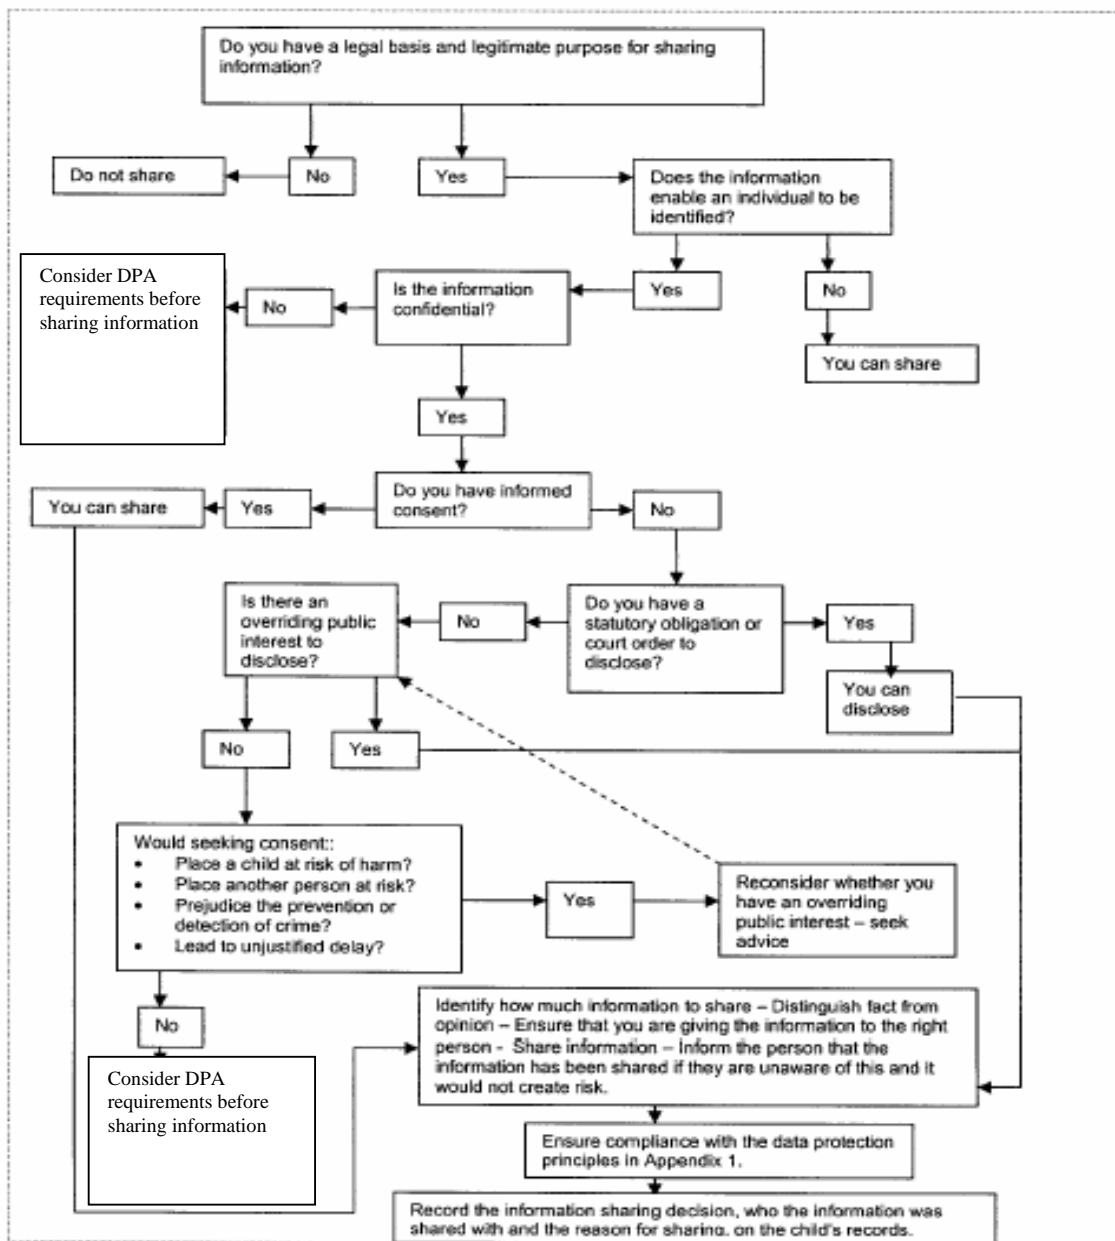 Do you have a legal basis and legitimate purpose for sharing
information?
Do not share
No
Yes
Does the information
enable an individual to be
identified?
Consider DPA
requirements before
sharing information
No
Is the information
confidential?
Yes
No
You can share
Yes
You can share
Yes
Do you have informed
consent?
No
Is there an
overriding public
interest to
disclose?
No
Do you have a
statutory obligation or
court order to
disclose?
Yes
You can
disclose
No
Yes
Would seeking consent::
• Place a child at risk of harm?
• Place another person at risk?
• Prejudice the prevention or
detection of crime?
• Lead to unjustified delay?
Yes
Reconsider whether you
have an overriding
public interest – seek
advice
No
Consider DPA
requirements before
sharing information
Identify how much information to share – Distinguish fact from
opinion – Ensure that you are giving the information to the right
person - Share information – Inform the person that the
information has been shared if they are unaware of this and it
would not create risk.
Ensure compliance with the data protection
principles in Appendix 1.
Record the information sharing decision, who the information was
shared with and the reason for sharing, on the child's records.